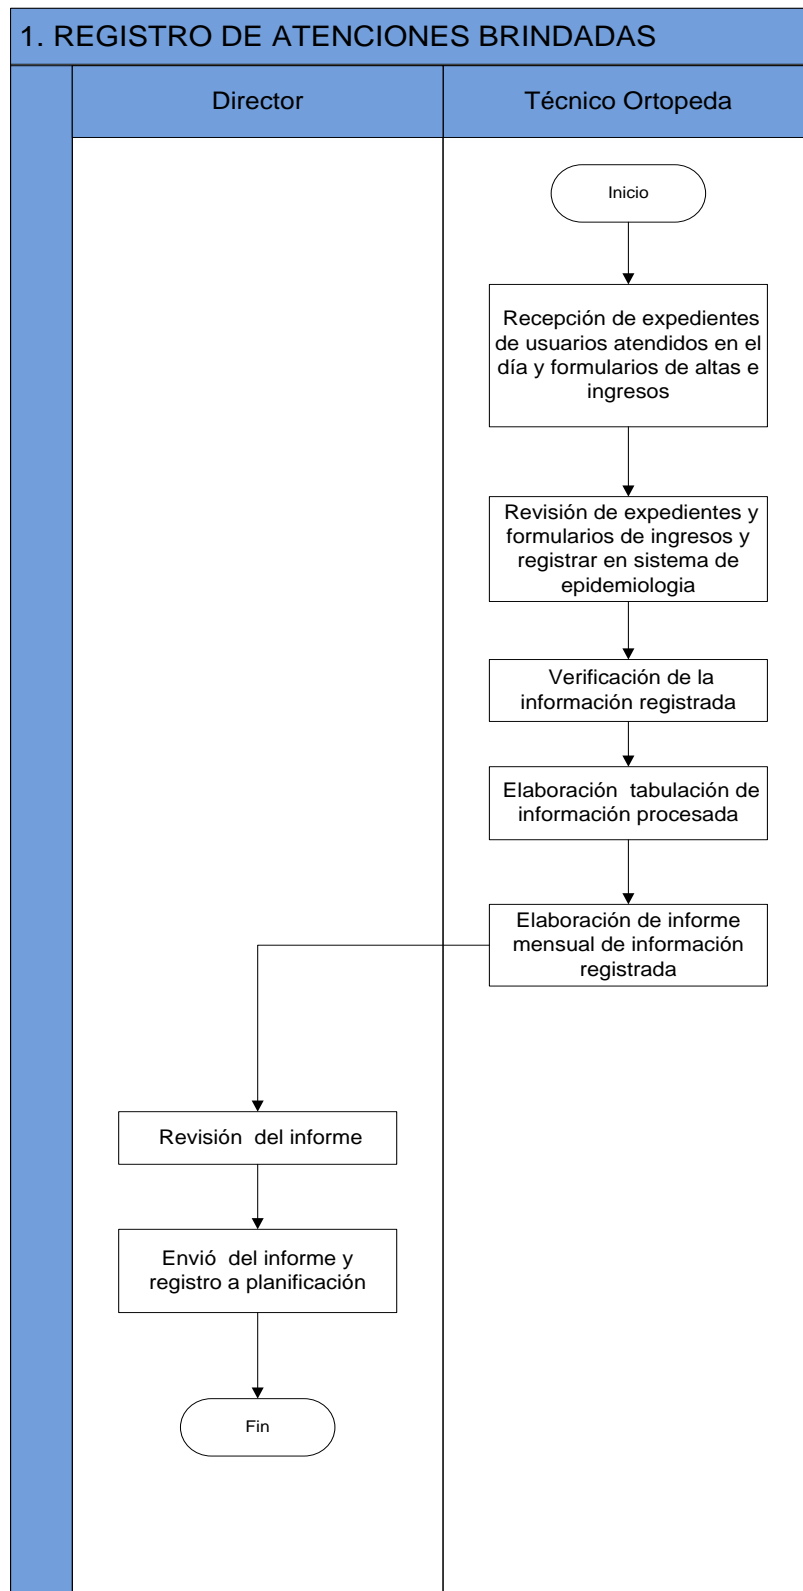 1. REGISTRO DE ATENCIONES BRINDADAS
Director
Técnico Ortopeda
Inicio
Recepción de expedientes
de usuarios atendidos en el
día y formularios de altas e
ingresos
Revisión de expedientes y
formularios de ingresos y
registrar en sistema de
epidemiologia
Verificación de la
información registrada
Elaboración tabulación de
información procesada
Elaboración de informe
mensual de información
registrada
Revisión del informe
Envió del informe y
registro a planificación
Fin